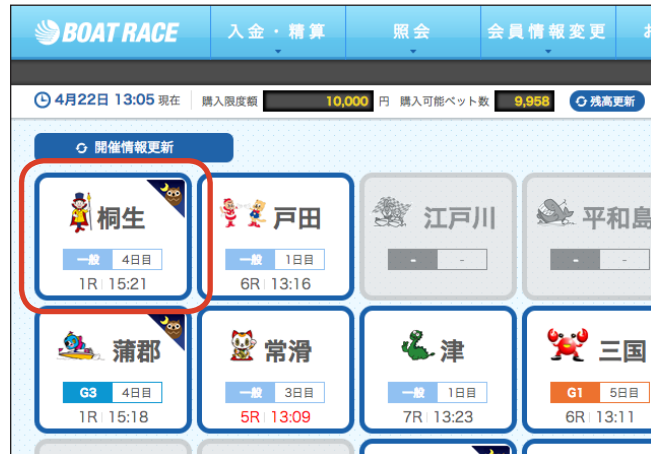 BOAT RACE 入金・精算 照会 会員情報変更 お
4月22日 13:05 現在 購入限度額 10,000 円 購入可能ベット数 9,958 残高更新
開催情報更新
桐生 戸田 江戸川 平和島
一般 4日目 一般 1日目 - - - -
1R 15:21 6R 13:16
蒲郡 常滑 津 三国
G3 4日目 一般 3日目 一般 1日目 G1 5日目
1R 15:18 5R 13:09 7R 13:23 6R 13:11